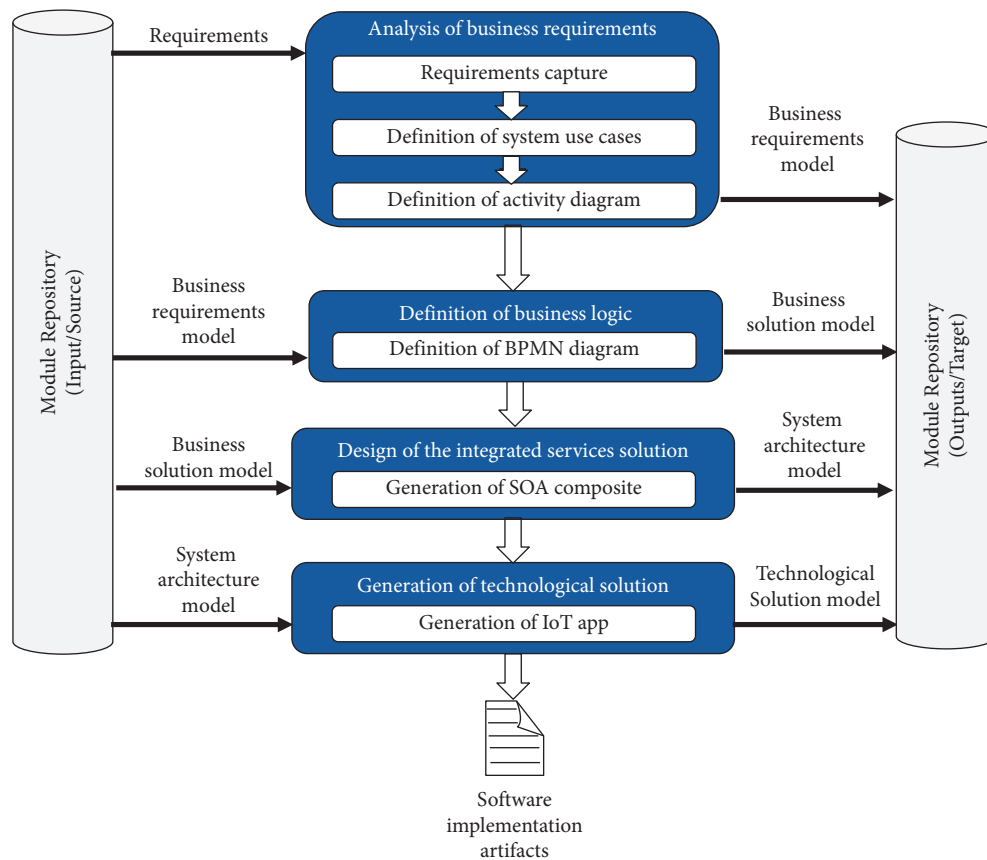 Requirements
Analysis of business requirements
Requirements capture
Definition of system use cases
Definition of activity diagram
Business
requirements
model
Module Repository
(Input/Source)
Module Repository
(Outputs/Target)
Business
requirements
model
Definition of business logic
Definition of BPMN diagram
Business
solution model
Business
solution model
Design of the integrated services solution
Generation of SOA composite
System
architecture
model
System
architecture
model
Generation of technological solution
Generation of IoT app
Technological
Solution model
Software
implementation
artifacts